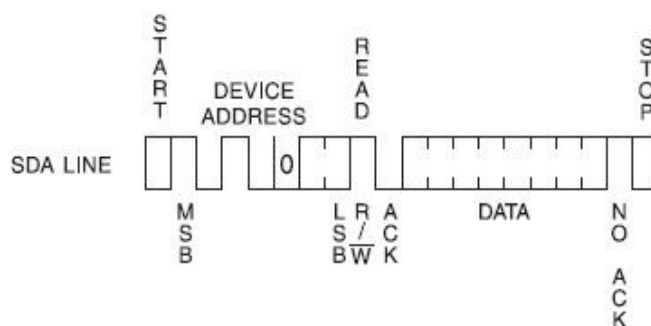 START
READ
STOP
DEVICE
ADDRESS
SDA LINE
0
MSB
LSB
R/W
ACK
DATA
NO ACK